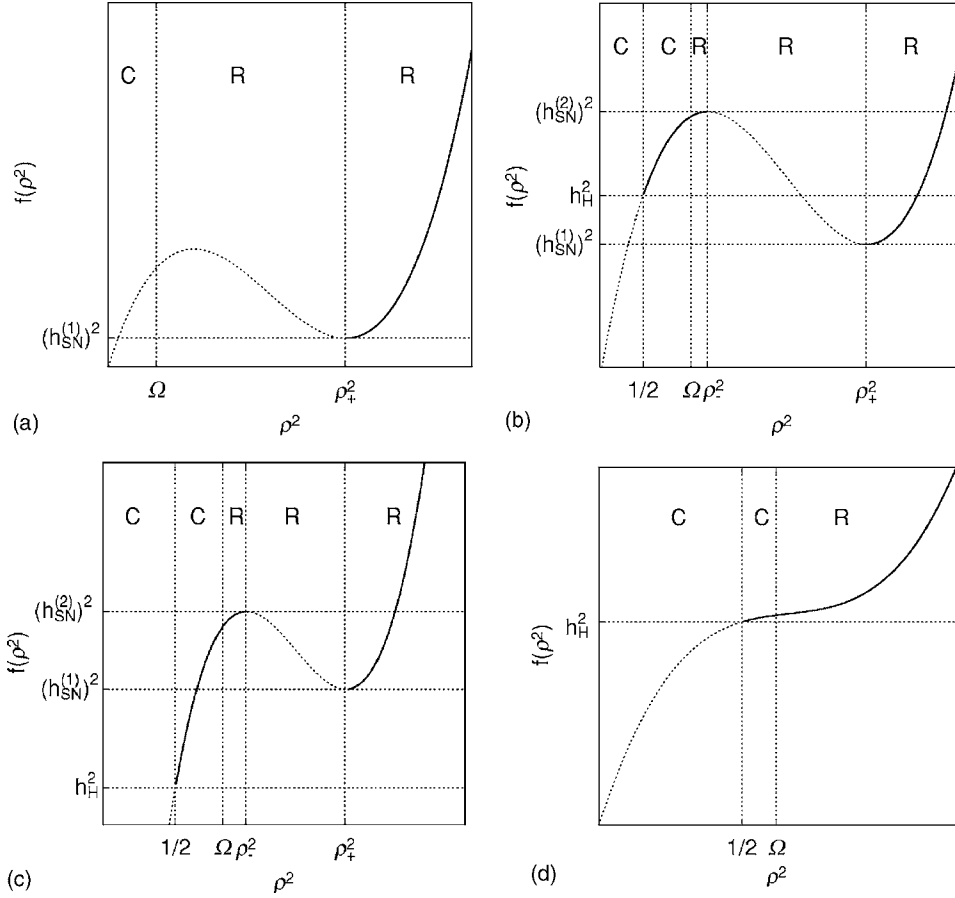 C R R
f(ρ²)
(h_SN^(1))²
Ω ρ₊²
(a) ρ²
C C R R R
(h_SN^(2))²
f(ρ²)
h_H²
(h_SN^(1))²
1/2 Ω ρ₋² ρ₊²
(b) ρ²
C C R R R
(h_SN^(2))²
f(ρ²)
(h_SN^(1))²
h_H²
1/2 Ω ρ₋² ρ₊²
(c) ρ²
C C R
h_H²
f(ρ²)
1/2 Ω
(d) ρ²